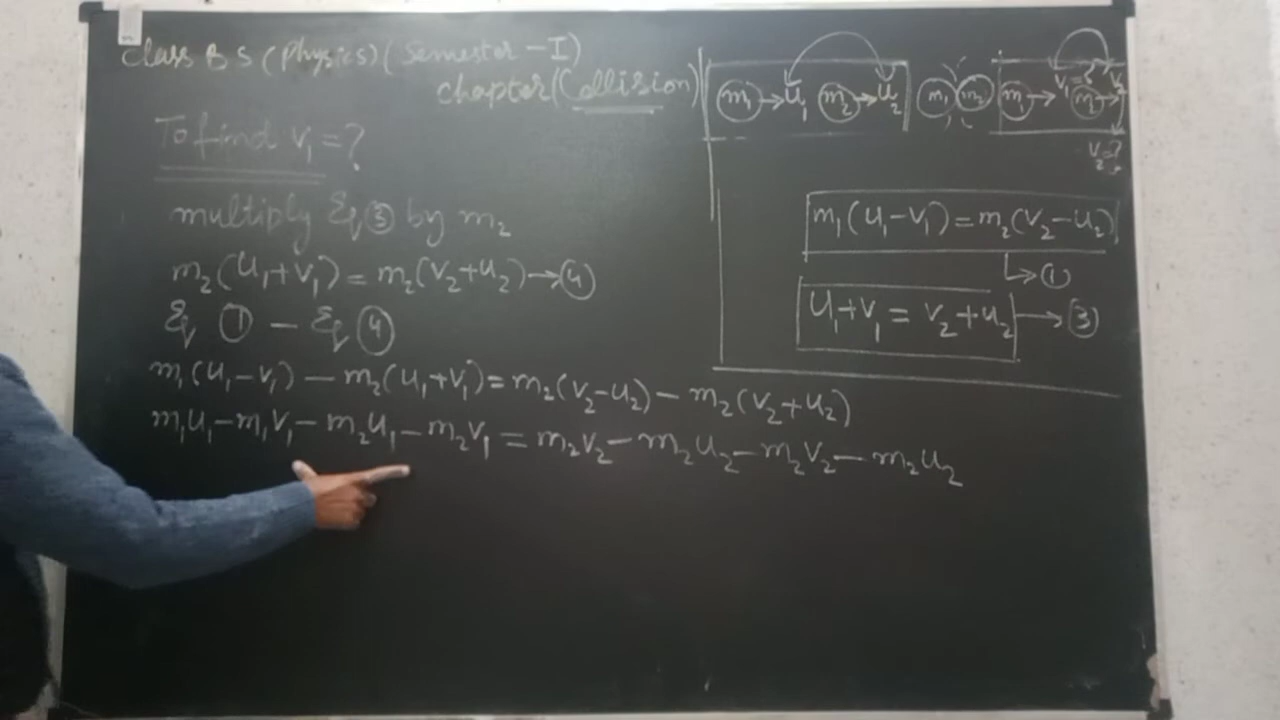 Class BS (Physics) (Semester - I)
chapter (Collision)
To find v₁ = ?
multiply Eq ③ by m₂
m₂(u₁+v₁) = m₂(v₂+u₂) → ④
Eq ① - Eq ④
m₁(u₁-v₁) - m₂(u₁+v₁) = m₂(v₂-u₂) - m₂(v₂+u₂)
m₁u₁ - m₁v₁ - m₂u₁ - m₂v₁ = m₂v₂ - m₂u₂ - m₂v₂ - m₂u₂
m₁ → u₁ m₂ → u₂ m₁ m₂ m₁ → v₁=? m₂ → v₂
v₂=?
m₁(u₁-v₁) = m₂(v₂-u₂)
→ ①
u₁+v₁ = v₂+u₂ → ③